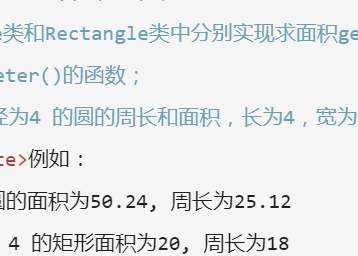 类和Rectangle类中分别实现求面积ge
eter()的函数；
径为4 的圆的周长和面积，长为4，宽为
te>例如：
圆的面积为50.24, 周长为25.12
4 的矩形面积为20, 周长为18